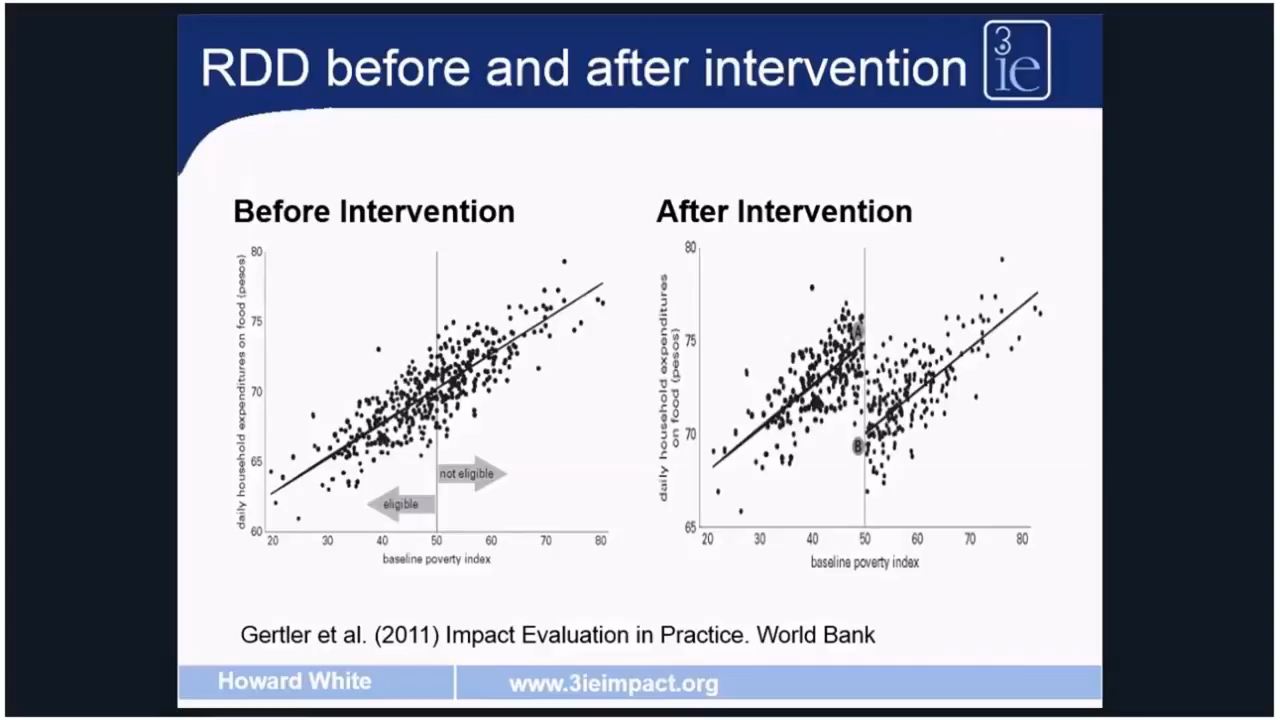 RDD before and after intervention
3
ie
Before Intervention
After Intervention
daily household expenditures on food (pesos)
80
75
70
65
60
not eligible
eligible
20 30 40 50 60 70 80
baseline poverty index
daily household expenditures
on food (pesos)
80
75
70
65
A
B
20 30 40 50 60 70 80
baseline poverty index
Gertler et al. (2011) Impact Evaluation in Practice. World Bank
Howard White
www.3ieimpact.org